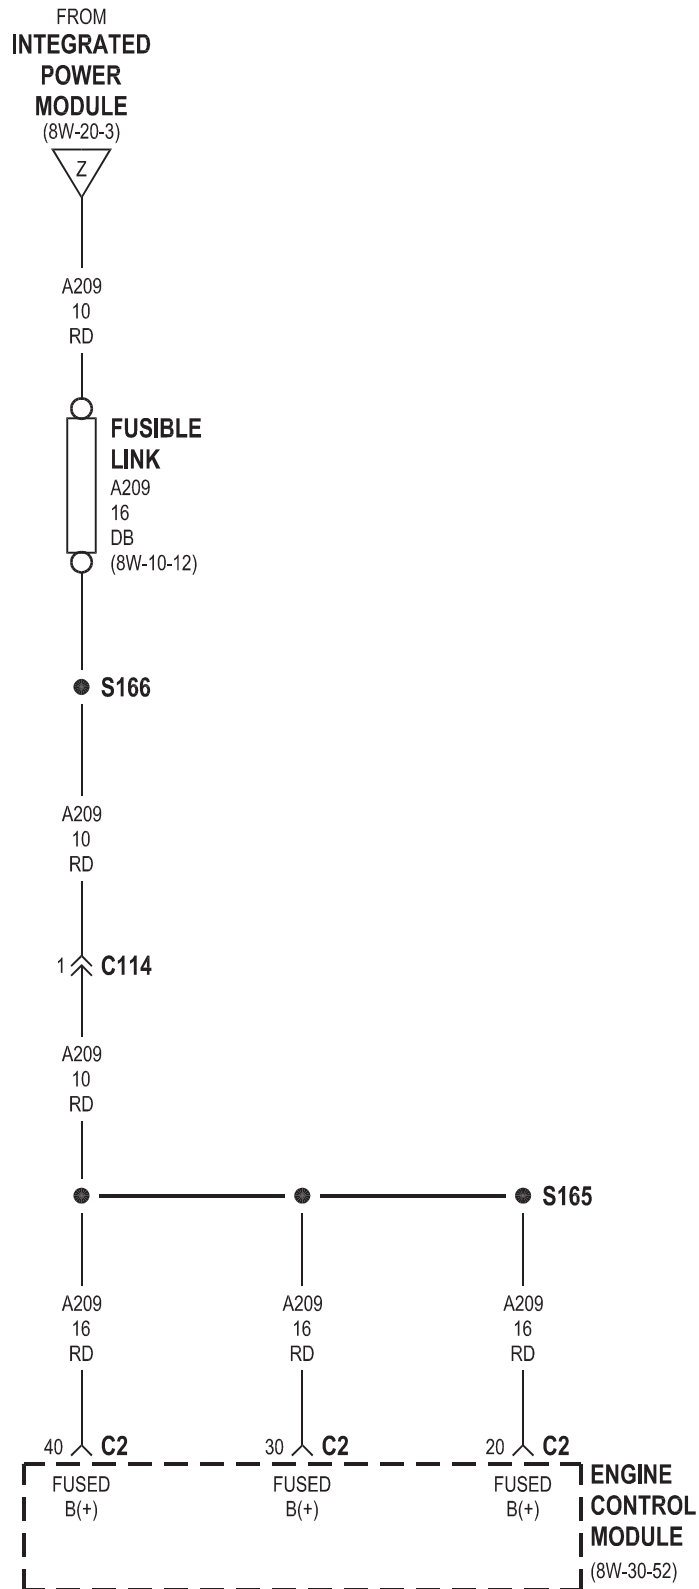 FROM
INTEGRATED
POWER
MODULE
(8W-20-3)
Z
A209
10
RD
FUSIBLE
LINK
A209
16
DB
(8W-10-12)
S166
A209
10
RD
1 C114
A209
10
RD
S165
A209 A209 A209
16 16 16
RD RD RD
40 C2 30 C2 20 C2
FUSED FUSED FUSED
B(+) B(+) B(+)
ENGINE
CONTROL
MODULE
(8W-30-52)